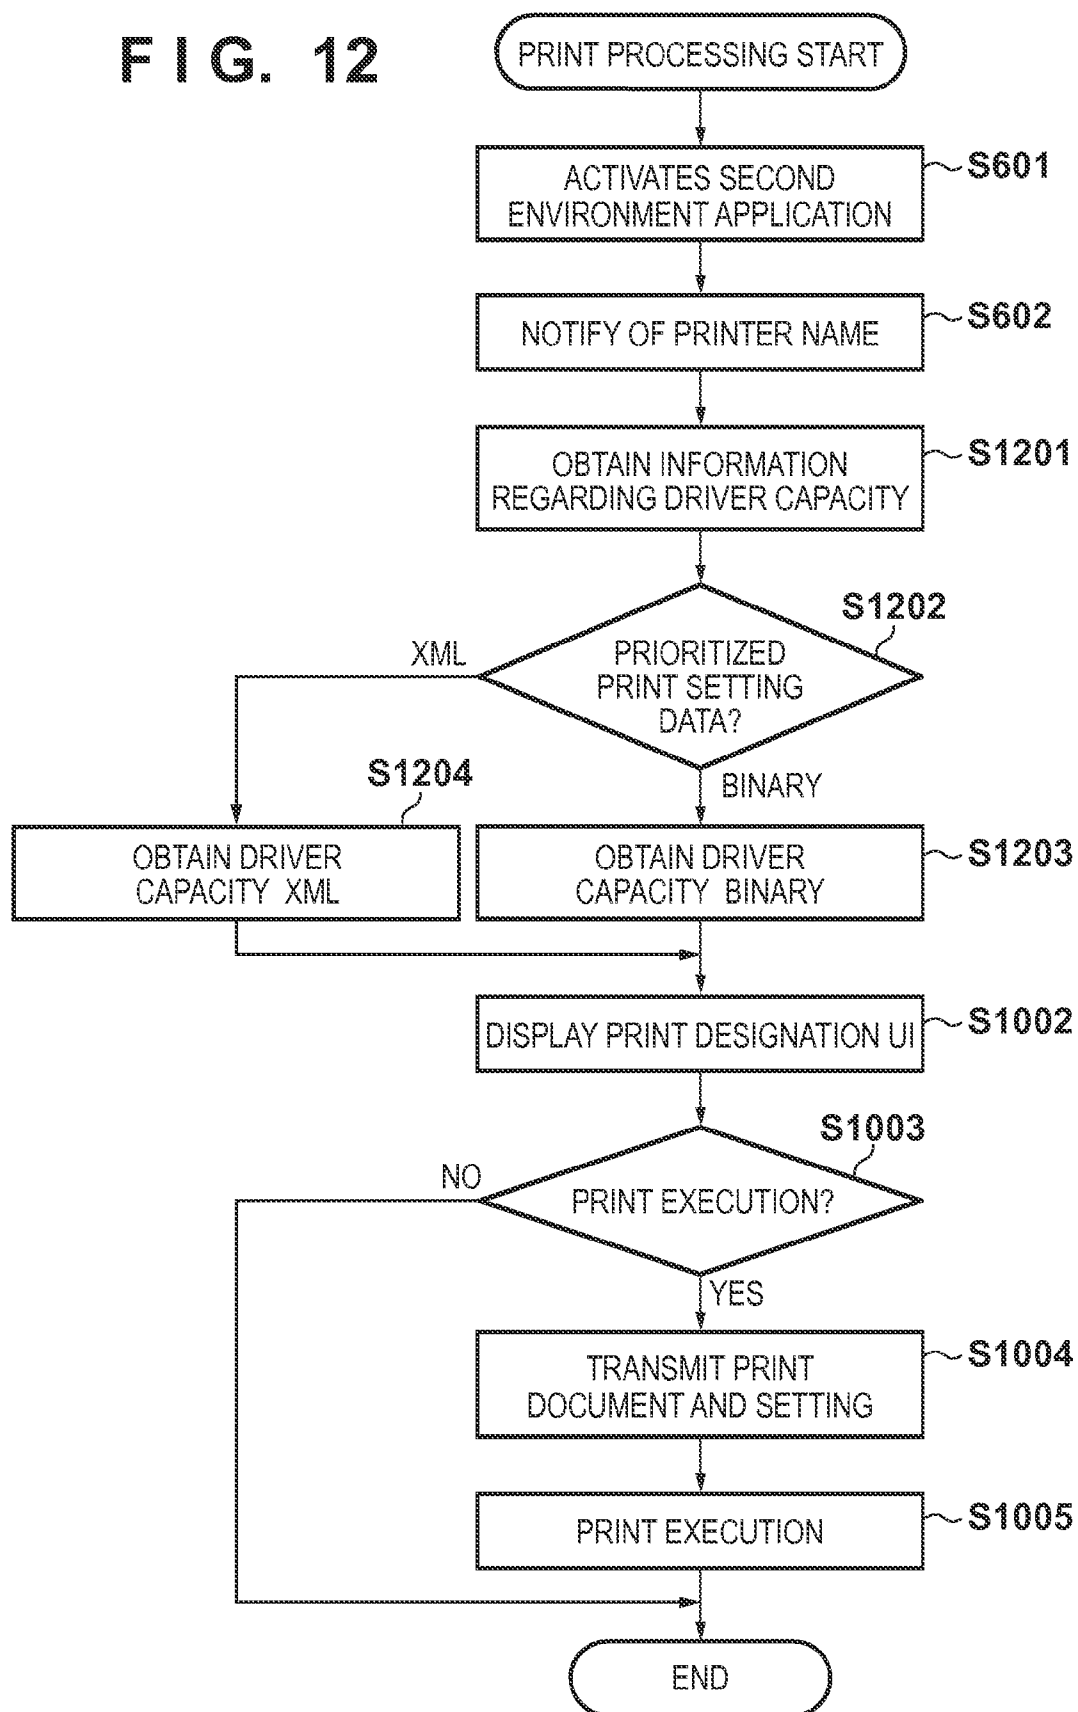 FIG. 12
PRINT PROCESSING START
S601
ACTIVATES SECOND
ENVIRONMENT APPLICATION
S602
NOTIFY OF PRINTER NAME
S1201
OBTAIN INFORMATION
REGARDING DRIVER CAPACITY
S1202
XML
PRIORITIZED
PRINT SETTING
DATA?
S1204
BINARY
OBTAIN DRIVER
CAPACITY XML
S1203
OBTAIN DRIVER
CAPACITY BINARY
S1002
DISPLAY PRINT DESIGNATION UI
S1003
NO
PRINT EXECUTION?
YES
S1004
TRANSMIT PRINT
DOCUMENT AND SETTING
S1005
PRINT EXECUTION
END